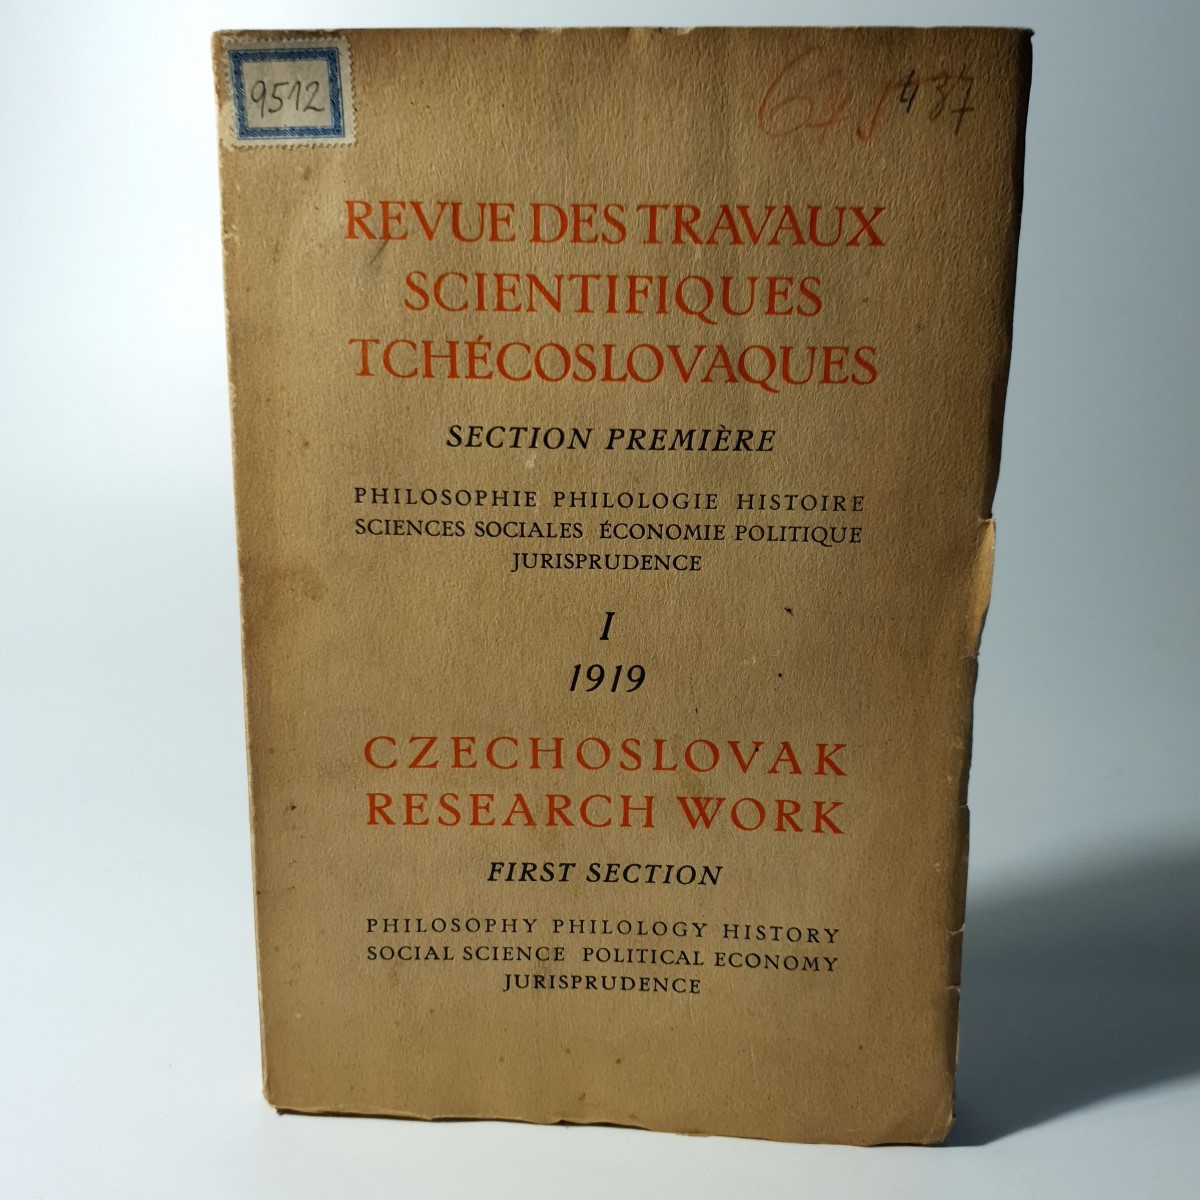 9512
437
REVUE DES TRAVAUX
SCIENTIFIQUES
TCHÉCOSLOVAQUES
SECTION PREMIÈRE
PHILOSOPHIE PHILOLOGIE HISTOIRE
SCIENCES SOCIALES ÉCONOMIE POLITIQUE
JURISPRUDENCE
I
1919
CZECHOSLOVAK
RESEARCH WORK
FIRST SECTION
PHILOSOPHY PHILOLOGY HISTORY
SOCIAL SCIENCE POLITICAL ECONOMY
JURISPRUDENCE